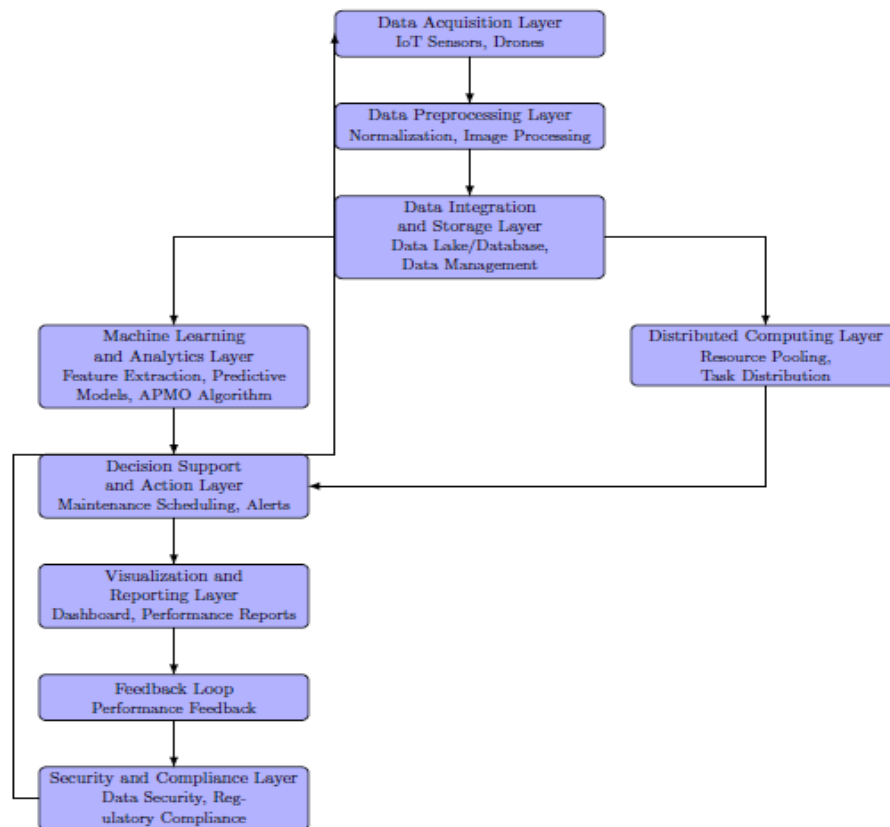 Data Acquisition Layer
IoT Sensors, Drones
Data Preprocessing Layer
Normalization, Image Processing
Data Integration
and Storage Layer
Data Lake/Database,
Data Management
Machine Learning
and Analytics Layer
Feature Extraction, Predictive
Models, APMO Algorithm
Distributed Computing Layer
Resource Pooling,
Task Distribution
Decision Support
and Action Layer
Maintenance Scheduling, Alerts
Visualization and
Reporting Layer
Dashboard, Performance Reports
Feedback Loop
Performance Feedback
Security and Compliance Layer
Data Security, Reg-
ulatory Compliance